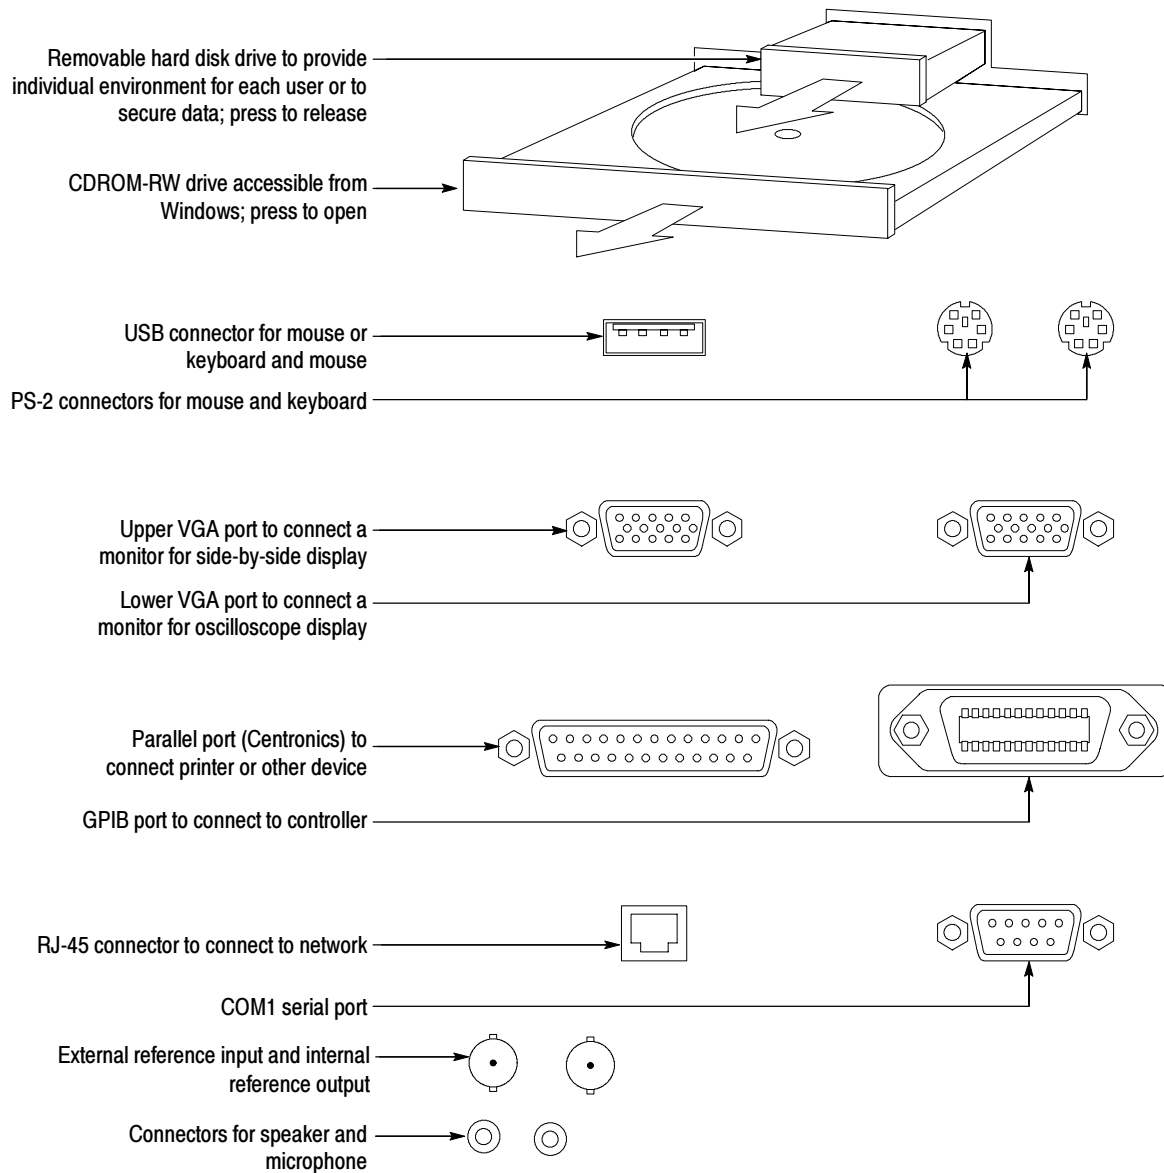 Removable hard disk drive to provide
individual environment for each user or to
secure data; press to release
CDROM-RW drive accessible from
Windows; press to open
USB connector for mouse or
keyboard and mouse
PS-2 connectors for mouse and keyboard
Upper VGA port to connect a
monitor for side-by-side display
Lower VGA port to connect a
monitor for oscilloscope display
Parallel port (Centronics) to
connect printer or other device
GPIB port to connect to controller
RJ-45 connector to connect to network
COM1 serial port
External reference input and internal
reference output
Connectors for speaker and
microphone